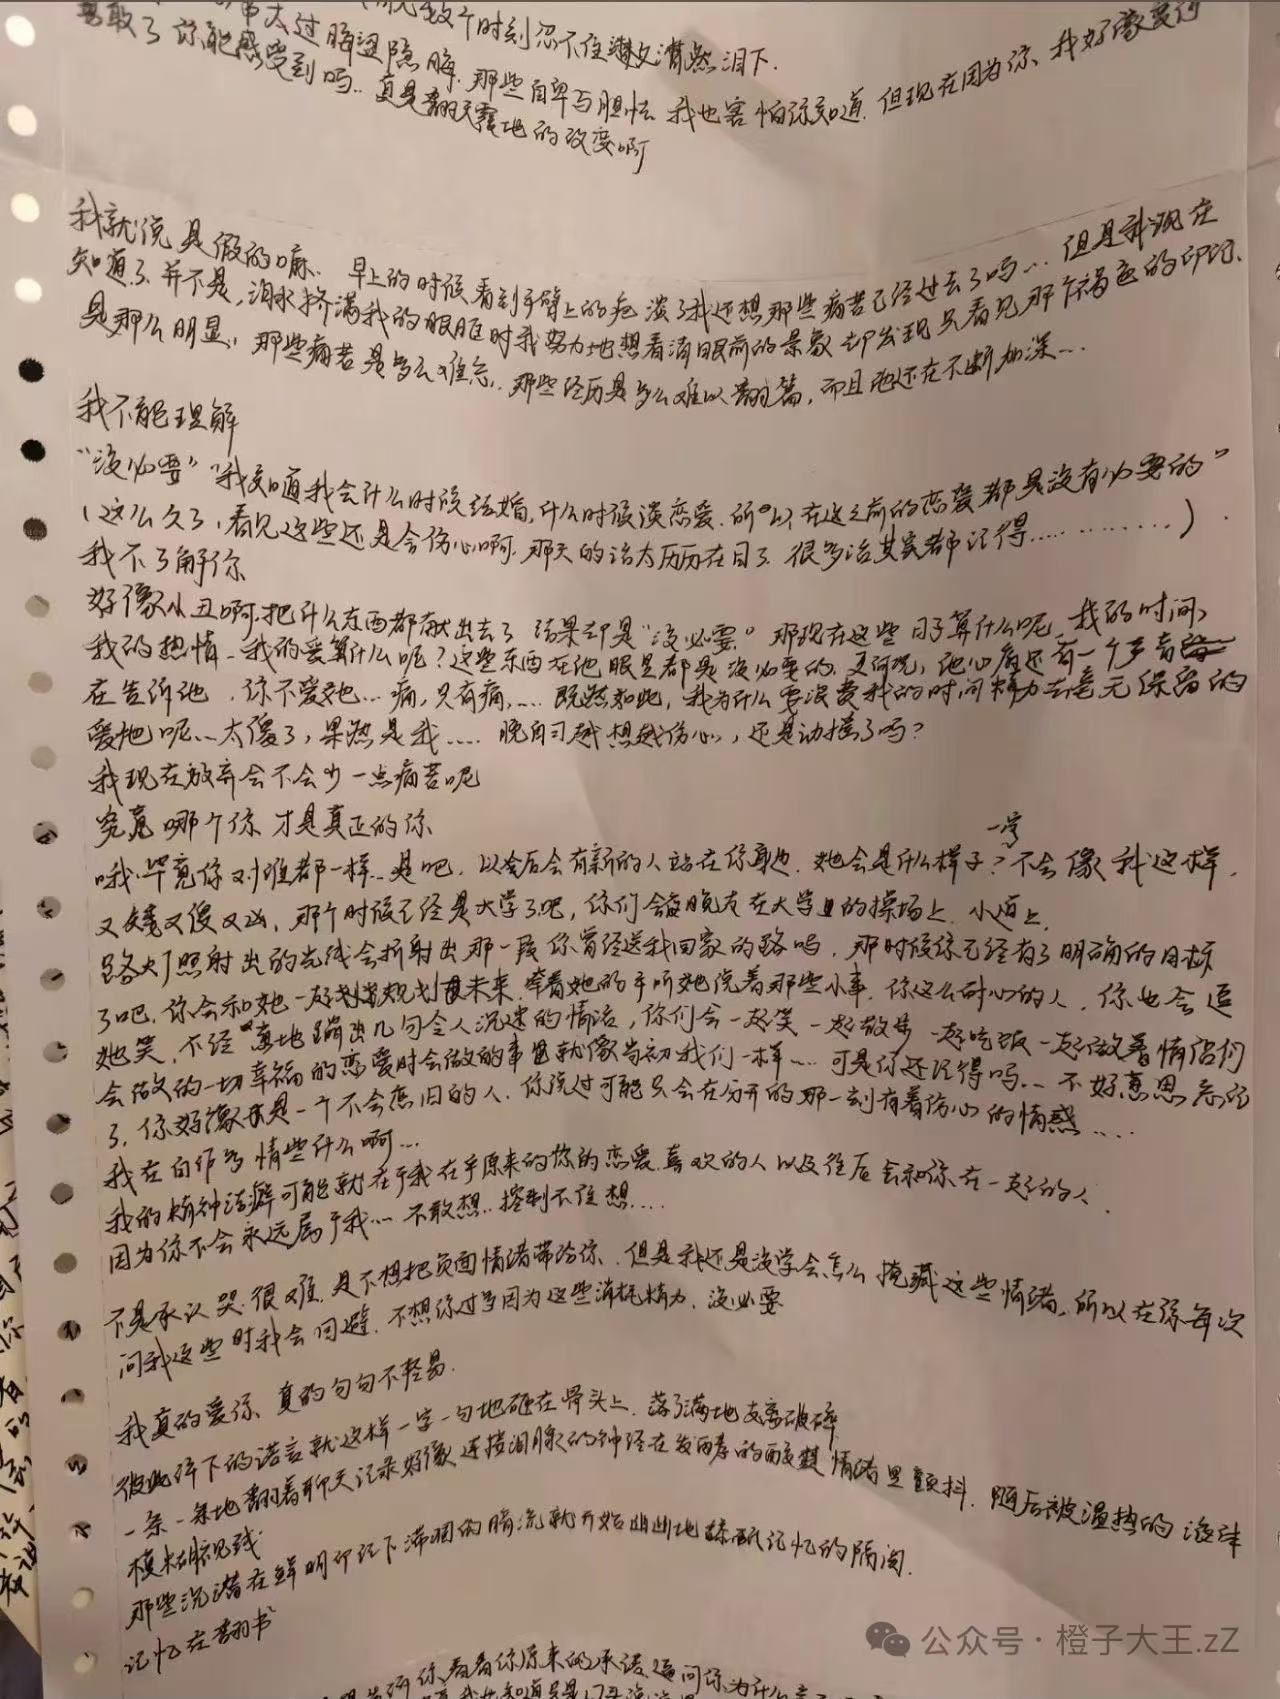 个时刻忍不住潸然泪下.
太过晦涩隐晦. 那些自卑与胆怯 我也害怕你知道. 但现在因为你、我好像变得
勇敢了 你能感受到吗.. 真是翻天覆地的改变啊
我就说是假的嘛. 早上的时候看到手臂上的疤淡了我还想那些痛苦已经过去了吗... 但是我现在
知道了并不是, 泪水挤满我的眼眶时我努力地想看清眼前的景象却发现只看见那个褐色的印记.
是那么明显, 那些痛苦是多么难忘, 那些经历是多么难以翻篇, 而且它还在不断加深...
我不能理解
“没必要”“我知道我会什么时候结婚, 什么时候谈恋爱. 所以在这之前的恋爱都是没有必要的”
(这么久了, 看见这些还是会伤心啊. 那天的话太历历在目了. 很多话其实都记得............).
我不了解你
好像小丑啊. 把什么东西都献出去了 结果却是“没必要.” 那现在这些日子算什么呢 我的时间,
我的热情, 我的爱算什么呢? 这些东西在他眼里都是没必要的. 更何况, 他心底还有一个声音
在告诉他, 你不爱她... 痛, 只有痛,.... 既然如此, 我为什么要浪费我的时间精力去毫无保留的
爱他呢... 太傻了, 果然是我..... 晚自习越想越伤心, 还是动摇了吗?
我现在放弃会不会少一点痛苦呢
究竟哪个你才是真正的你
一定
哦. 毕竟你对谁都一样.. 是吧. 以后会有新的人站在你身边. 她会是什么样子? 不会像我这样,
又矮又傻又凶, 那个时候已经是大学了吧, 你们会每晚走在大学里的操场上. 小道上.
路灯照射出的光线会折射出那一段你曾经送我回家的路吗. 那时候你已经有了明确的目标
了吧. 你会和她一起规划未来. 牵着她的手听她说着那些小事. 你这么耐心的人, 你也会逗
她笑, 不经意地蹦出几句令人沉迷的情话, 你们会一起笑一起散步一起吃饭一起做着情侣们
会做的一切幸福的恋爱时会做的事 就像当初我们一样.... 可是你还记得吗... 不好意思忘记
了. 你好像是一个不会恋旧的人. 你说过可能只会在分开的那一刻有着伤心的情感.....
我在自作多情些什么啊...
我的精神洁癖可能就在于我在乎原来的你的恋爱. 喜欢的人以及往后会和你在一起的人.
因为你不会永远属于我... 不敢想.. 控制不住想....
不是承认哭很难. 是不想把负面情绪带给你. 但是我还是没学会怎么掩藏这些情绪, 所以在你每次
问我这些时我会回避. 不想你过多因为这些消耗精力. 没必要
我真的爱你、真的句句不轻易.
彼此许下的诺言就这样一字一句地砸在骨头上. 落了满地支离破碎
一条一条地翻着聊天记录好像连接泪腺的神经在发酵的酸楚情绪里颤抖. 随后被温热的液体
模糊视线.
那些沉潜在鲜明印记下滞涸的暗流就开始幽幽地 记忆的隔阂.
记忆在翻书
你. 看着你原来的承诺. 逼问你为什么
公众号 · 橙子大王.zZ